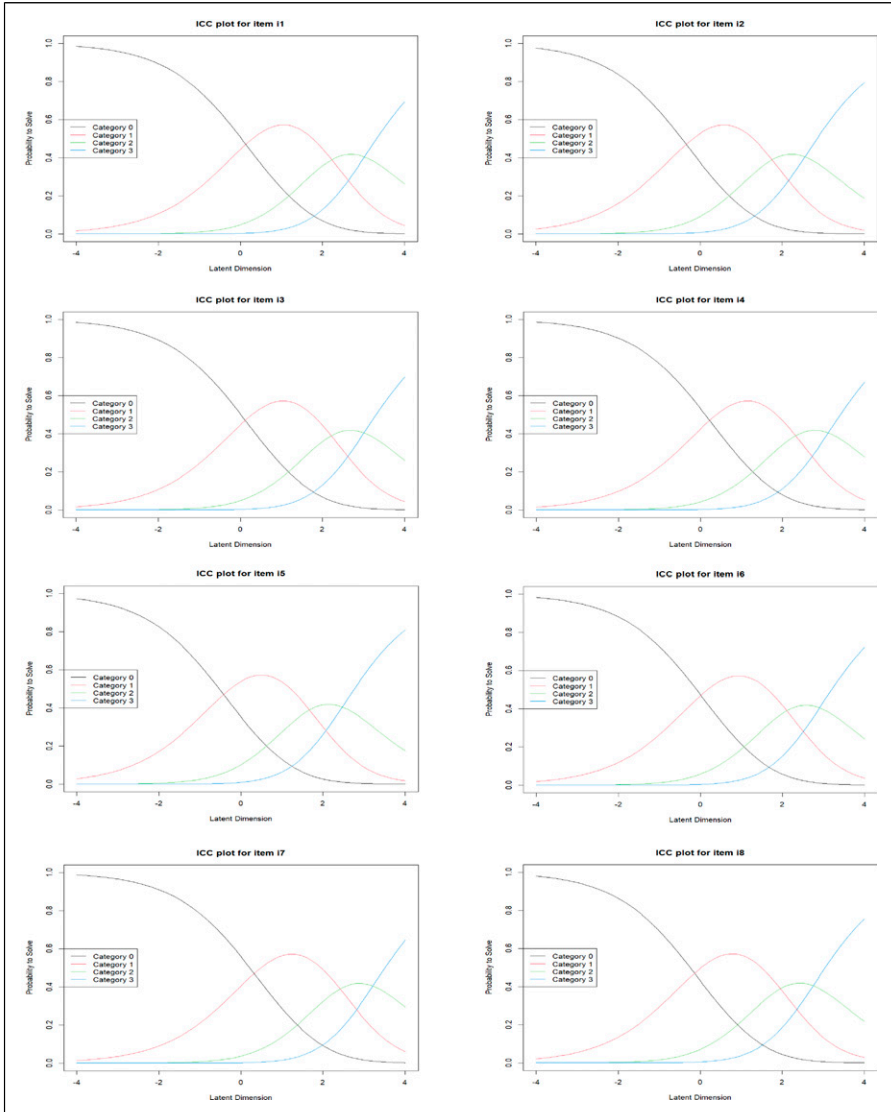 ICC plot for item i1
Probability to Solve
1.0
0.8
0.6
0.4
0.2
0.0
Category 0
Category 1
Category 2
Category 3
-4
-2
0
2
4
Latent Dimension
ICC plot for item i2
Probability to Solve
1.0
0.8
0.6
0.4
0.2
0.0
Category 0
Category 1
Category 2
Category 3
-4
-2
0
2
4
Latent Dimension
ICC plot for item i3
Probability to Solve
1.0
0.8
0.6
0.4
0.2
0.0
Category 0
Category 1
Category 2
Category 3
-4
-2
0
2
4
Latent Dimension
ICC plot for item i4
Probability to Solve
1.0
0.8
0.6
0.4
0.2
0.0
Category 0
Category 1
Category 2
Category 3
-4
-2
0
2
4
Latent Dimension
ICC plot for item i5
Probability to Solve
1.0
0.8
0.6
0.4
0.2
0.0
Category 0
Category 1
Category 2
Category 3
-4
-2
0
2
4
Latent Dimension
ICC plot for item i6
Probability to Solve
1.0
0.8
0.6
0.4
0.2
0.0
Category 0
Category 1
Category 2
Category 3
-4
-2
0
2
4
Latent Dimension
ICC plot for item i7
Probability to Solve
1.0
0.8
0.6
0.4
0.2
0.0
Category 0
Category 1
Category 2
Category 3
-4
-2
0
2
4
Latent Dimension
ICC plot for item i8
Probability to Solve
1.0
0.8
0.6
0.4
0.2
0.0
Category 0
Category 1
Category 2
Category 3
-4
-2
0
2
4
Latent Dimension